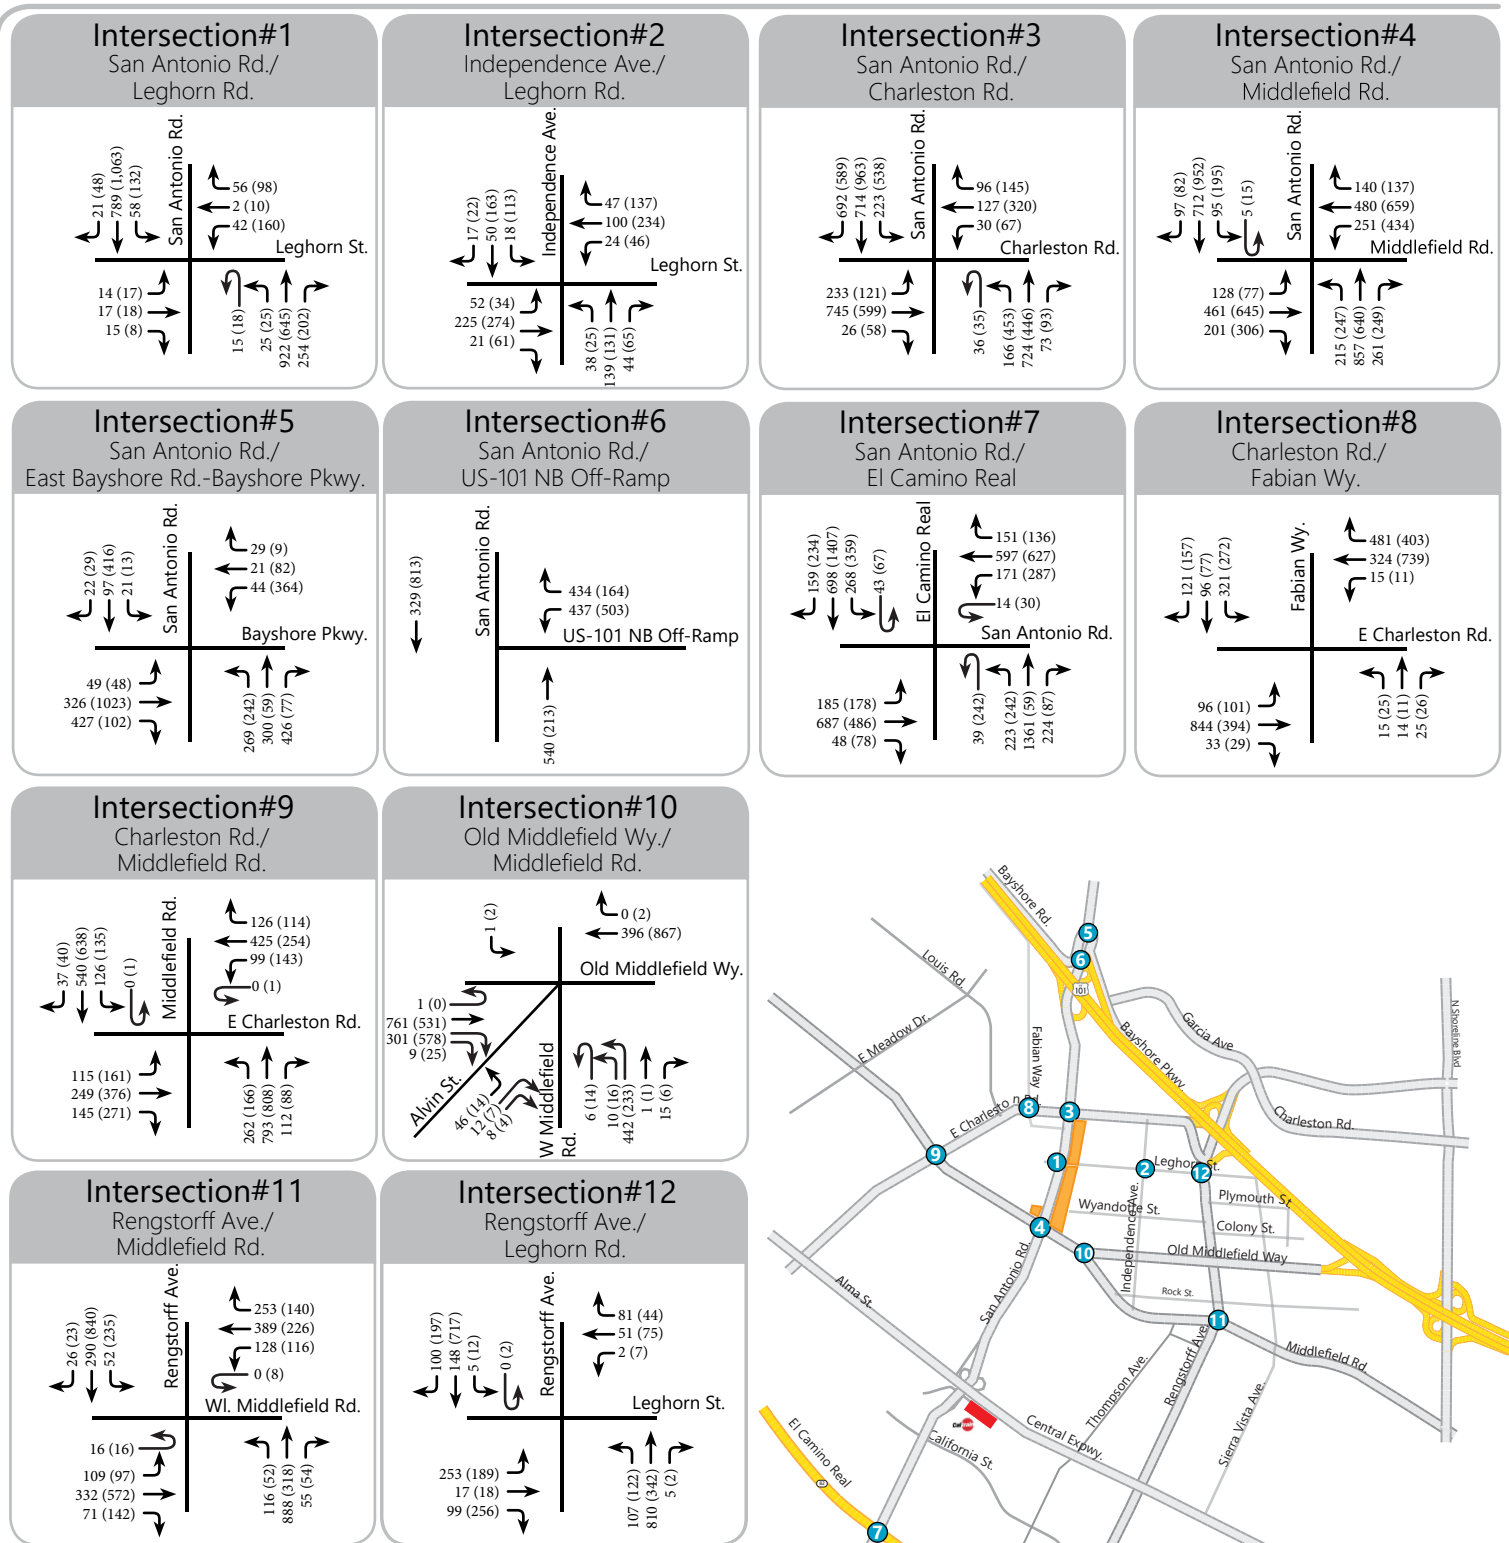 Intersection#1
San Antonio Rd./
Leghorn Rd.
San Antonio Rd.
21 (48)
789 (1,063)
58 (132)
56 (98)
2 (10)
42 (160)
Leghorn St.
14 (17)
17 (18)
15 (8)
15 (18)
25 (25)
922 (645)
254 (202)
Intersection#2
Independence Ave./
Leghorn Rd.
Independence Ave.
17 (22)
50 (163)
18 (113)
47 (137)
100 (234)
24 (46)
Leghorn St.
52 (34)
225 (274)
21 (61)
38 (25)
139 (131)
44 (65)
Intersection#3
San Antonio Rd./
Charleston Rd.
San Antonio Rd.
692 (589)
714 (963)
223 (538)
96 (145)
127 (320)
30 (67)
Charleston Rd.
233 (121)
745 (599)
26 (58)
36 (35)
166 (453)
724 (446)
73 (93)
Intersection#4
San Antonio Rd./
Middlefield Rd.
San Antonio Rd.
97 (82)
712 (952)
95 (195)
5 (15)
140 (137)
480 (659)
251 (434)
Middlefield Rd.
128 (77)
461 (645)
201 (306)
215 (247)
857 (640)
261 (249)
Intersection#5
San Antonio Rd./
East Bayshore Rd.-Bayshore Pkwy.
San Antonio Rd.
22 (29)
97 (416)
21 (13)
29 (9)
21 (82)
44 (364)
Bayshore Pkwy.
49 (48)
326 (1023)
427 (102)
269 (242)
300 (59)
426 (77)
Intersection#6
San Antonio Rd./
US-101 NB Off-Ramp
San Antonio Rd.
329 (813)
434 (164)
437 (503)
US-101 NB Off-Ramp
540 (213)
Intersection#7
San Antonio Rd./
El Camino Real
El Camino Real
159 (234)
698 (1407)
268 (359)
43 (67)
151 (136)
597 (627)
171 (287)
14 (30)
San Antonio Rd.
185 (178)
687 (486)
48 (78)
39 (242)
223 (242)
1361 (59)
224 (87)
Intersection#8
Charleston Rd./
Fabian Wy.
Fabian Wy.
121 (157)
96 (77)
321 (272)
481 (403)
324 (739)
15 (11)
E Charleston Rd.
96 (101)
844 (394)
33 (29)
15 (25)
14 (11)
25 (26)
Intersection#9
Charleston Rd./
Middlefield Rd.
Middlefield Rd.
37 (40)
540 (638)
126 (135)
0 (1)
126 (114)
425 (254)
99 (143)
0 (1)
E Charleston Rd.
115 (161)
249 (376)
145 (271)
262 (166)
793 (808)
112 (88)
Intersection#10
Old Middlefield Wy./
Middlefield Rd.
1 (2)
0 (2)
396 (867)
Old Middlefield Wy.
1 (0)
761 (531)
301 (578)
9 (25)
Alvin St.
46 (14)
12 (7)
8 (4)
W Middlefield
Rd.
6 (14)
10 (16)
442 (233)
1 (1)
15 (6)
Intersection#11
Rengstorff Ave./
Middlefield Rd.
Rengstorff Ave.
26 (23)
290 (840)
52 (235)
253 (140)
389 (226)
128 (116)
0 (8)
Wl. Middlefield Rd.
16 (16)
109 (97)
332 (572)
71 (142)
116 (52)
888 (318)
55 (54)
Intersection#12
Rengstorff Ave./
Leghorn Rd.
Rengstorff Ave.
100 (197)
148 (717)
5 (12)
0 (2)
81 (44)
51 (75)
2 (7)
Leghorn St.
253 (189)
17 (18)
99 (256)
107 (122)
810 (342)
5 (2)
Bayshore Rd.
5
6
101
Louis Rd.
E Meadow Dr.
Fabian Way
Garcia Ave
Bayshore Pkwy.
N Shoreline Blvd
Charleston Rd.
E Charleston Rd.
8
3
9
1
2
Leghorn St.
12
Plymouth St
Wyandotte St.
Independence Ave.
Colony St.
4
10
Old Middlefield Way
San Antonio Rd.
Rock St.
11
Alma St.
Middlefield Rd.
Thompson Ave.
Rengstorff Ave.
Sierra Vista Ave.
Central Expwy.
California St.
El Camino Real
7